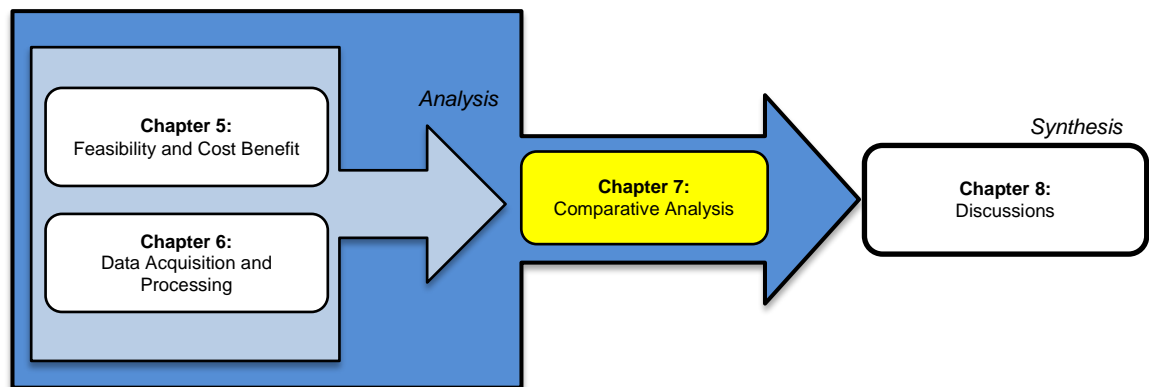 Analysis
Synthesis
Chapter 5:
Feasibility and Cost Benefit
Chapter 6:
Data Acquisition and
Processing
Chapter 7:
Comparative Analysis
Chapter 8:
Discussions